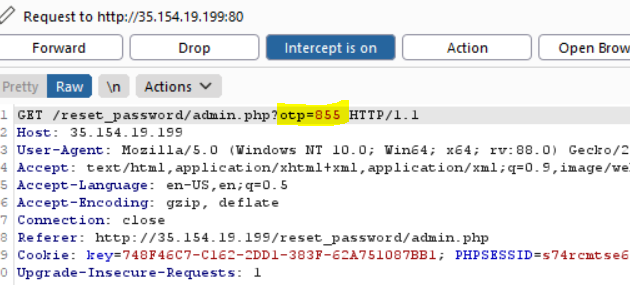 Request to http://35.154.19.199:80
Forward Drop Intercept is on Action Open Brow
Pretty Raw \n Actions
1 GET /reset_password/admin.php?otp=855 HTTP/1.1
2 Host: 35.154.19.199
3 User-Agent: Mozilla/5.0 (Windows NT 10.0; Win64; x64; rv:88.0) Gecko/2
4 Accept: text/html,application/xhtml+xml,application/xml;q=0.9,image/we
5 Accept-Language: en-US,en;q=0.5
6 Accept-Encoding: gzip, deflate
7 Connection: close
8 Referer: http://35.154.19.199/reset_password/admin.php
9 Cookie: key=748F46C7-C162-2DD1-383F-62A751087BB1; PHPSESSID=s74rcmtse6
0 Upgrade-Insecure-Requests: 1